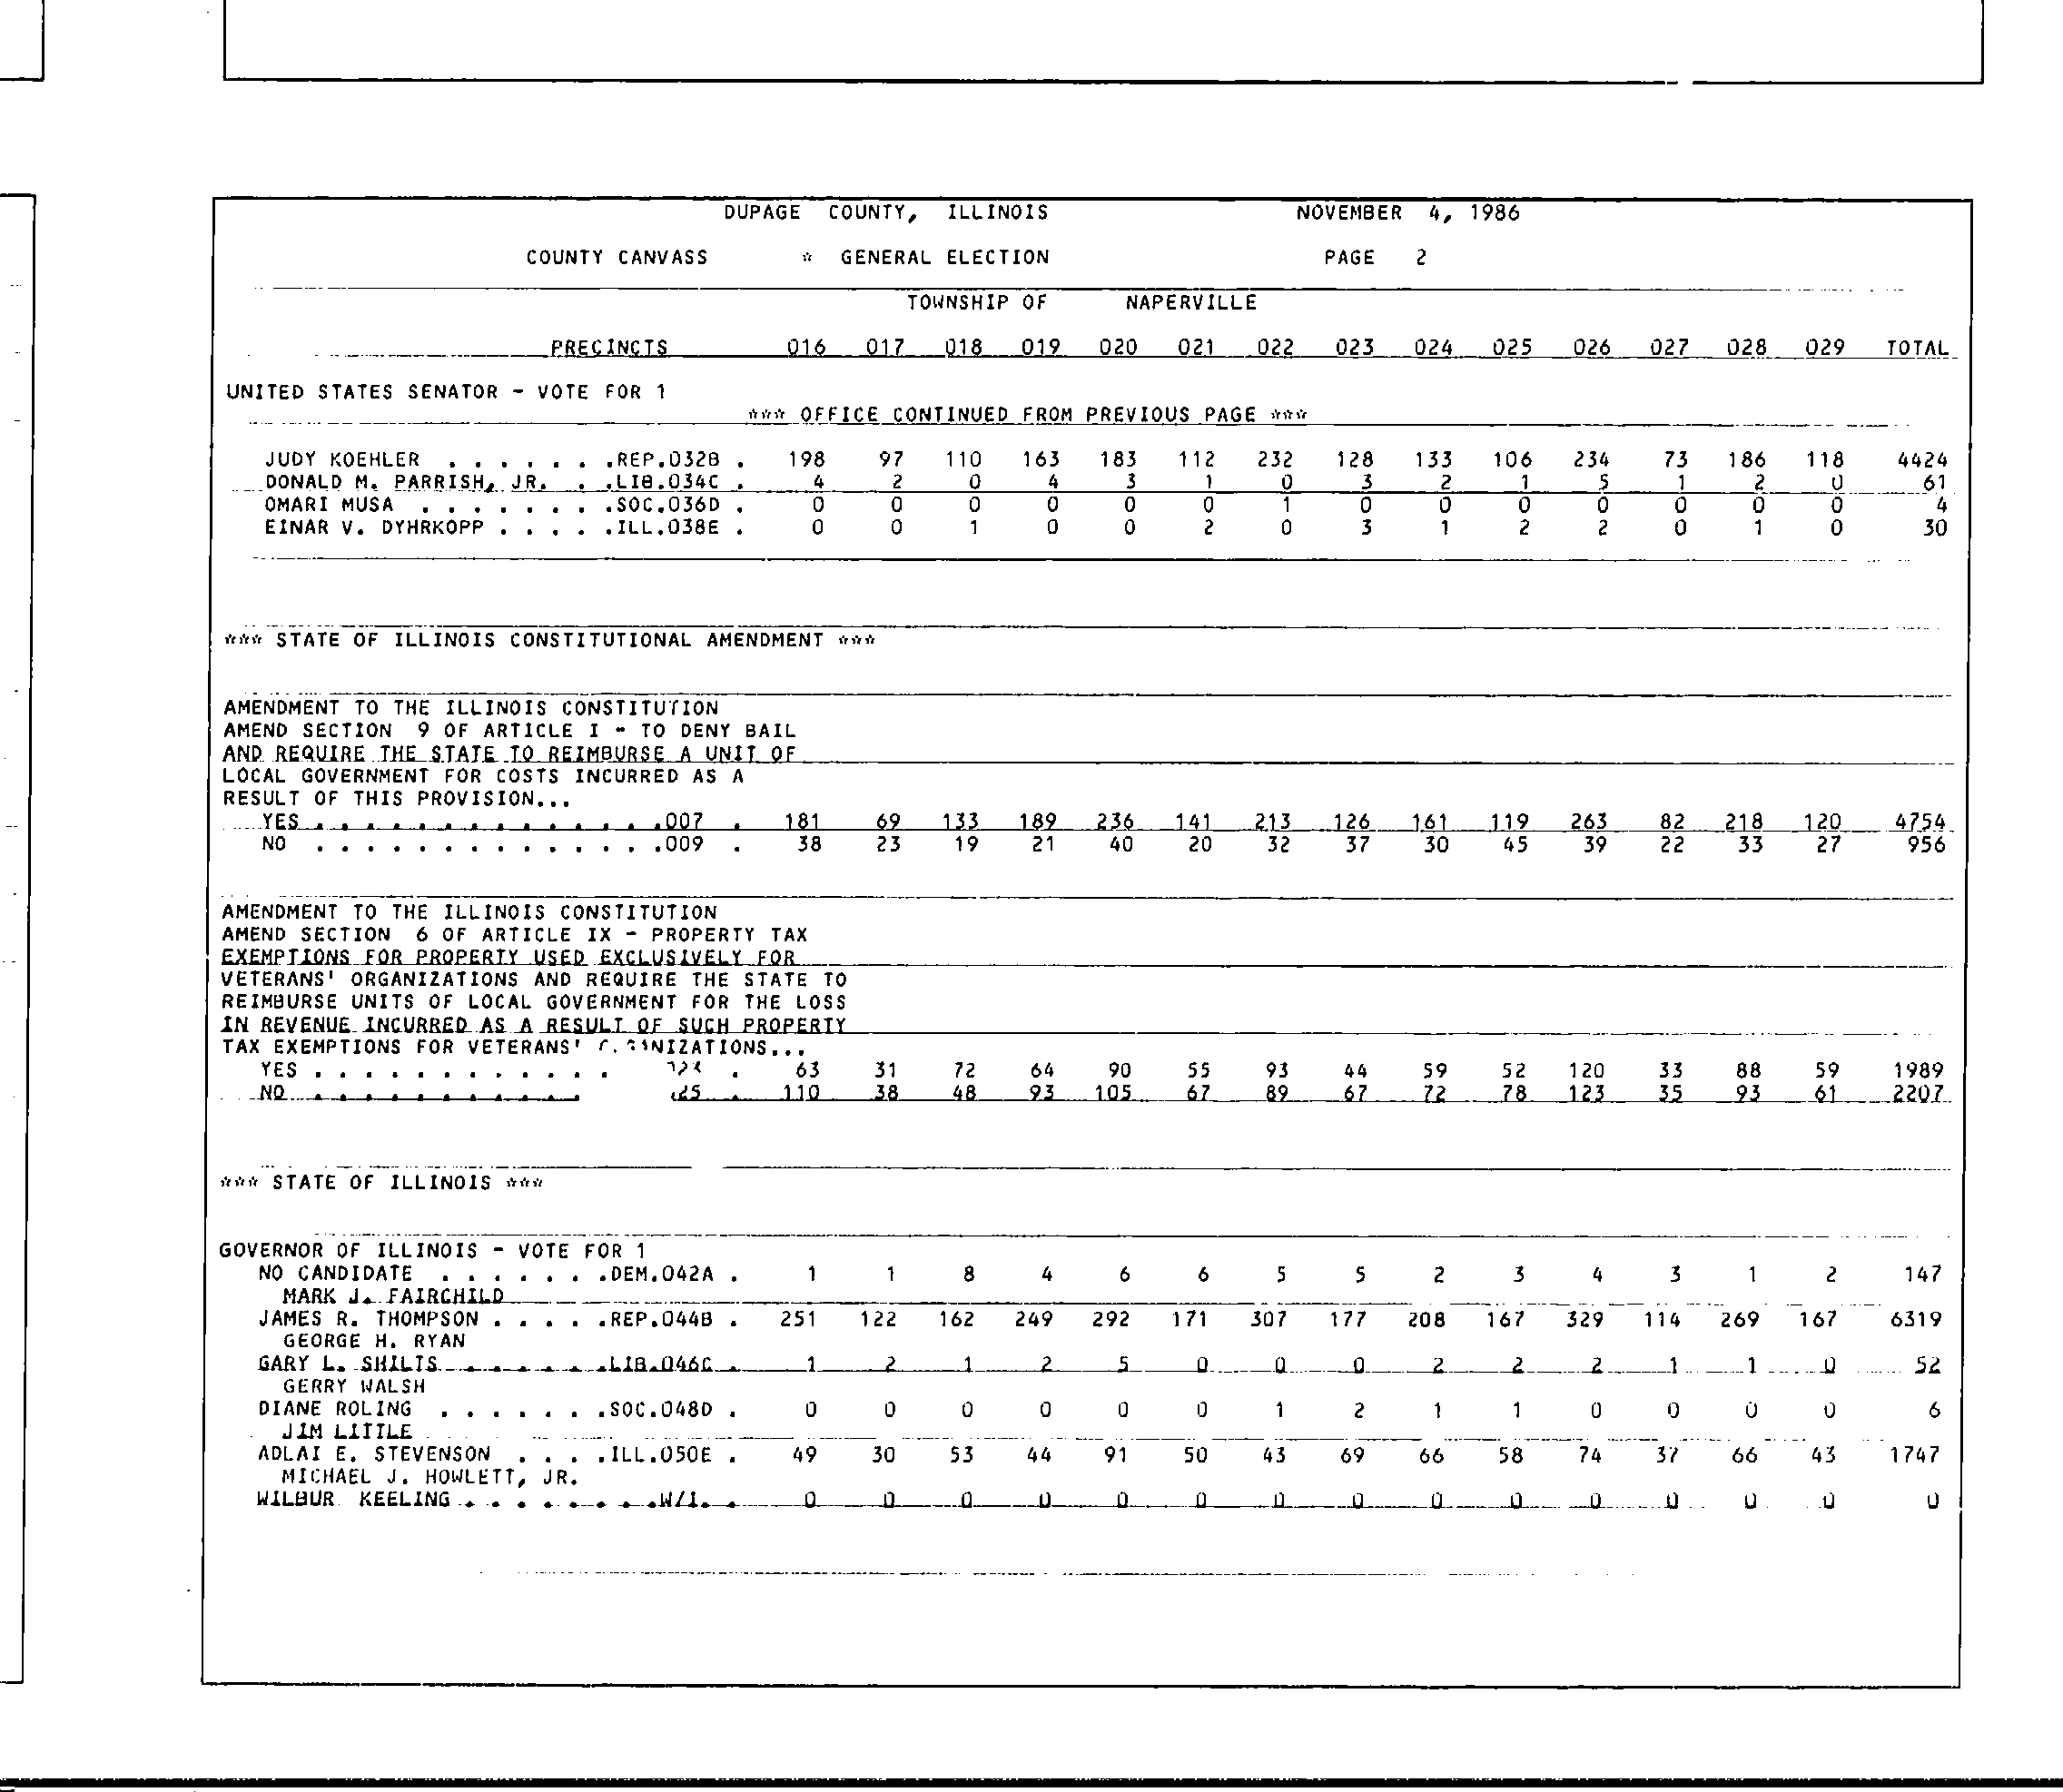 DUPAGE COUNTY, ILLINOIS NOVEMBER 4, 1986
COUNTY CANVASS * GENERAL ELECTION PAGE 2
TOWNSHIP OF NAPERVILLE
PRECINCTS 016 017 018 019 020 021 022 023 024 025 026 027 028 029 TOTAL
UNITED STATES SENATOR - VOTE FOR 1
*** OFFICE CONTINUED FROM PREVIOUS PAGE ***
JUDY KOEHLER . . . . . . .REP.032B . 198 97 110 163 183 112 232 128 133 106 234 73 186 118 4424
DONALD M. PARRISH, JR. . .LIB.034C . 4 2 0 4 3 1 0 3 2 1 5 1 2 0 61
OMARI MUSA . . . . . . . .SOC.036D . 0 0 0 0 0 0 1 0 0 0 0 0 0 0 4
EINAR V. DYHRKOPP . . . . .ILL.038E . 0 0 1 0 0 2 0 3 1 2 2 0 1 0 30
*** STATE OF ILLINOIS CONSTITUTIONAL AMENDMENT ***
AMENDMENT TO THE ILLINOIS CONSTITUTION
AMEND SECTION 9 OF ARTICLE I - TO DENY BAIL
AND REQUIRE THE STATE TO REIMBURSE A UNIT OF
LOCAL GOVERNMENT FOR COSTS INCURRED AS A
RESULT OF THIS PROVISION...
YES . . . . . . . . . . . . . .007 . 181 69 133 189 236 141 213 126 161 119 263 82 218 120 4754
NO . . . . . . . . . . . . . .009 . 38 23 19 21 40 20 32 37 30 45 39 22 33 27 956
AMENDMENT TO THE ILLINOIS CONSTITUTION
AMEND SECTION 6 OF ARTICLE IX - PROPERTY TAX
EXEMPTIONS FOR PROPERTY USED EXCLUSIVELY FOR
VETERANS' ORGANIZATIONS AND REQUIRE THE STATE TO
REIMBURSE UNITS OF LOCAL GOVERNMENT FOR THE LOSS
IN REVENUE INCURRED AS A RESULT OF SUCH PROPERTY
TAX EXEMPTIONS FOR VETERANS'
YES . . . . . . . . . . . . . 63 31 72 64 90 55 93 44 59 52 120 33 88 59 1989
NO . . . . . . . . . . . . 110 38 48 93 105 67 89 67 72 78 123 35 93 61 2207
*** STATE OF ILLINOIS ***
GOVERNOR OF ILLINOIS - VOTE FOR 1
NO CANDIDATE . . . . . . .DEM.042A . 1 1 8 4 6 6 5 5 2 3 4 3 1 2 147
MARK J. FAIRCHILD
JAMES R. THOMPSON . . . . .REP.044B . 251 122 162 249 292 171 307 177 208 167 329 114 269 167 6319
GEORGE H. RYAN
GARY L. SHILTS . . . . . . .LIB.046C . 1 2 1 2 5 0 0 0 2 2 2 1 1 0 52
GERRY WALSH
DIANE ROLING . . . . . . .SOC.048D . 0 0 0 0 0 0 1 2 1 1 0 0 0 0 6
JIM LITTLE
ADLAI E. STEVENSON . . . .ILL.050E . 49 30 53 44 91 50 43 69 66 58 74 37 66 43 1747
MICHAEL J. HOWLETT, JR.
WILBUR KEELING . . . . . . . .W/I. . 0 0 0 0 0 0 0 0 0 0 0 0 0 0 0